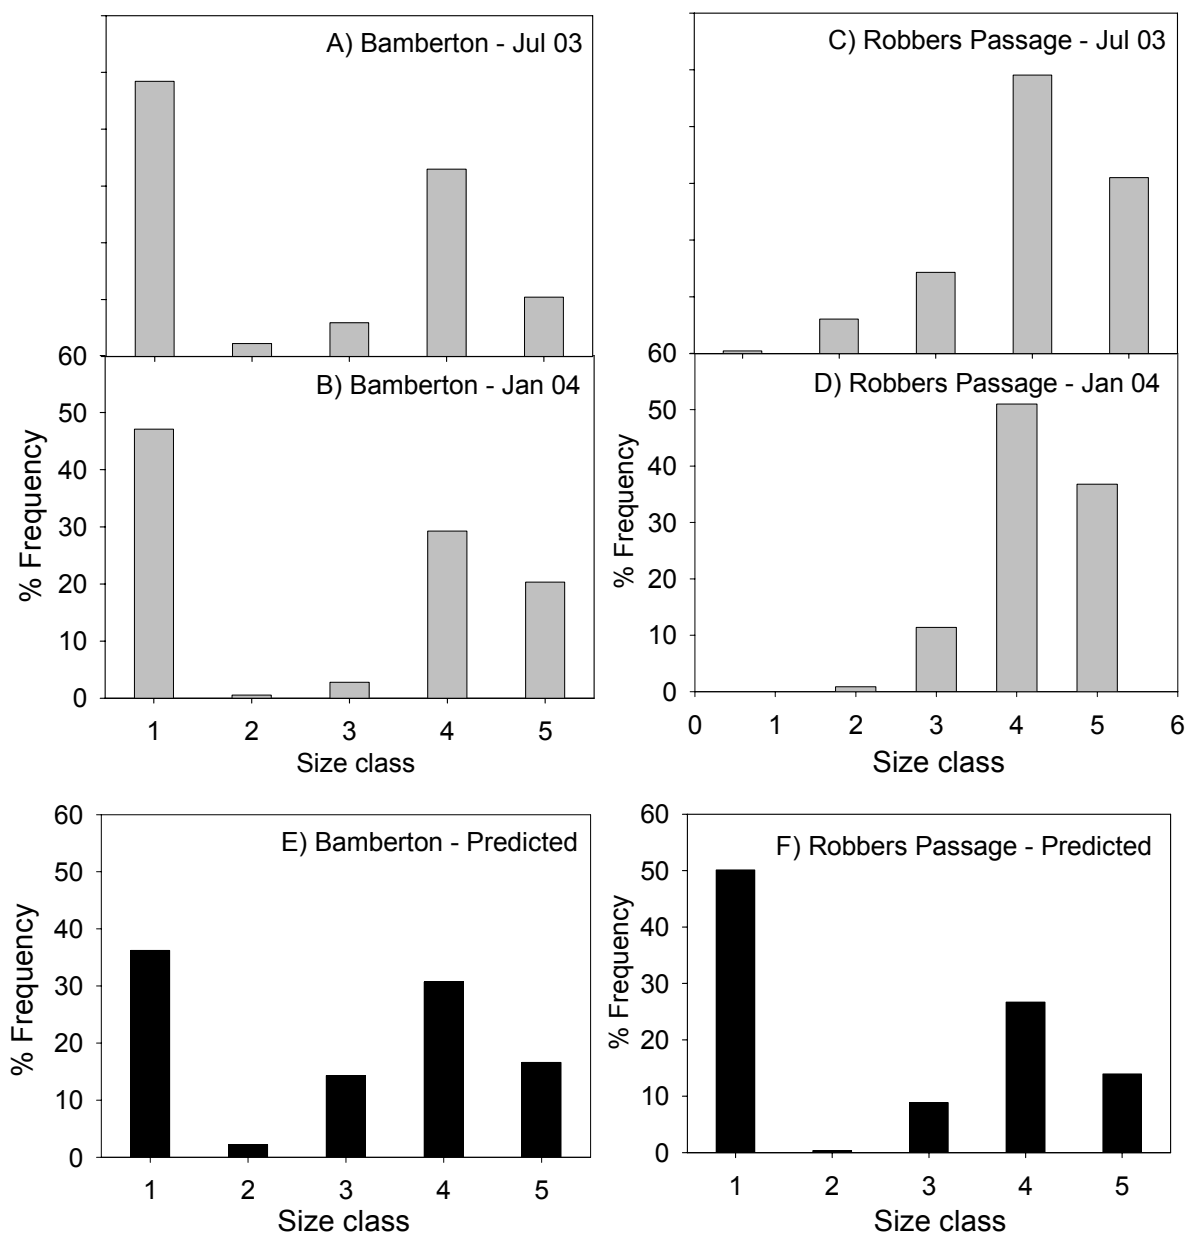 A) Bamberton - Jul 03
C) Robbers Passage - Jul 03
60
B) Bamberton - Jan 04
50
40
30
20
10
0
% Frequency
1 2 3 4 5
Size class
60
D) Robbers Passage - Jan 04
50
40
30
20
10
0
% Frequency
0 1 2 3 4 5 6
Size class
60
E) Bamberton - Predicted
50
40
30
20
10
0
% Frequency
1 2 3 4 5
Size class
60
F) Robbers Passage - Predicted
50
40
30
20
10
0
% Frequency
1 2 3 4 5
Size class